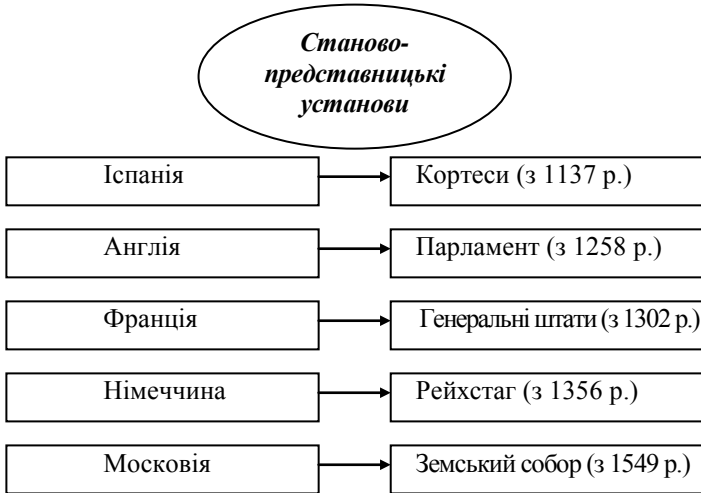 Станово-
представницькі
установи
Іспанія
Кортеси (з 1137 р.)
Англія
Парламент (з 1258 р.)
Франція
Генеральні штати (з 1302 р.)
Німеччина
Рейхстаг (з 1356 р.)
Московія
Земський собор (з 1549 р.)